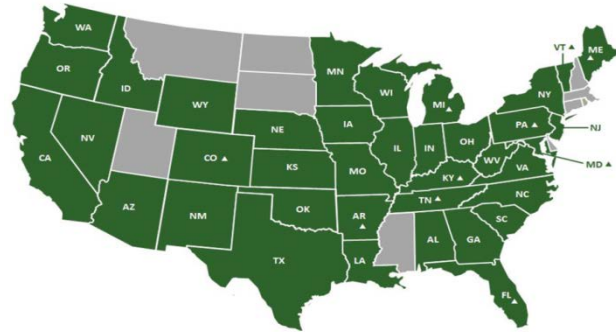 WA
VT ▲
ME ▲
OR
ID
MN
WI
MI ▲
NY
WY
NE
IA
PA ▲
NJ
NV
CO ▲
KS
MO
IL
IN
OH
WV
VA
MD ▲
CA
KY ▲
AZ
NM
OK
AR ▲
TN ▲
NC
SC
TX
LA
AL
GA
FL ▲